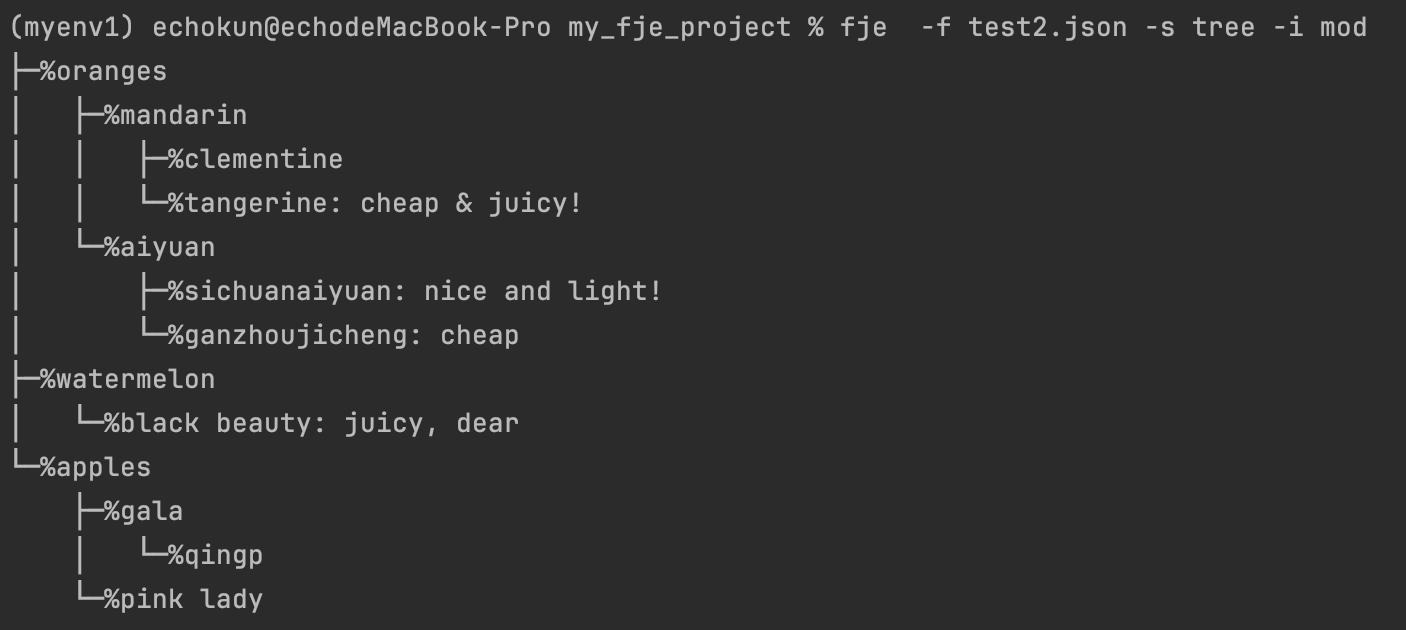 (myenv1) echokun@echodeMacBook-Pro my_fje_project % fje  -f test2.json -s tree -i mod
├─%oranges
│   ├─%mandarin
│   │   ├─%clementine
│   │   └─%tangerine: cheap & juicy!
│   └─%aiyuan
│       ├─%sichuanaiyuan: nice and light!
│       └─%ganzhoujicheng: cheap
├─%watermelon
│   └─%black beauty: juicy, dear
└─%apples
    ├─%gala
    │   └─%qingp
    └─%pink lady